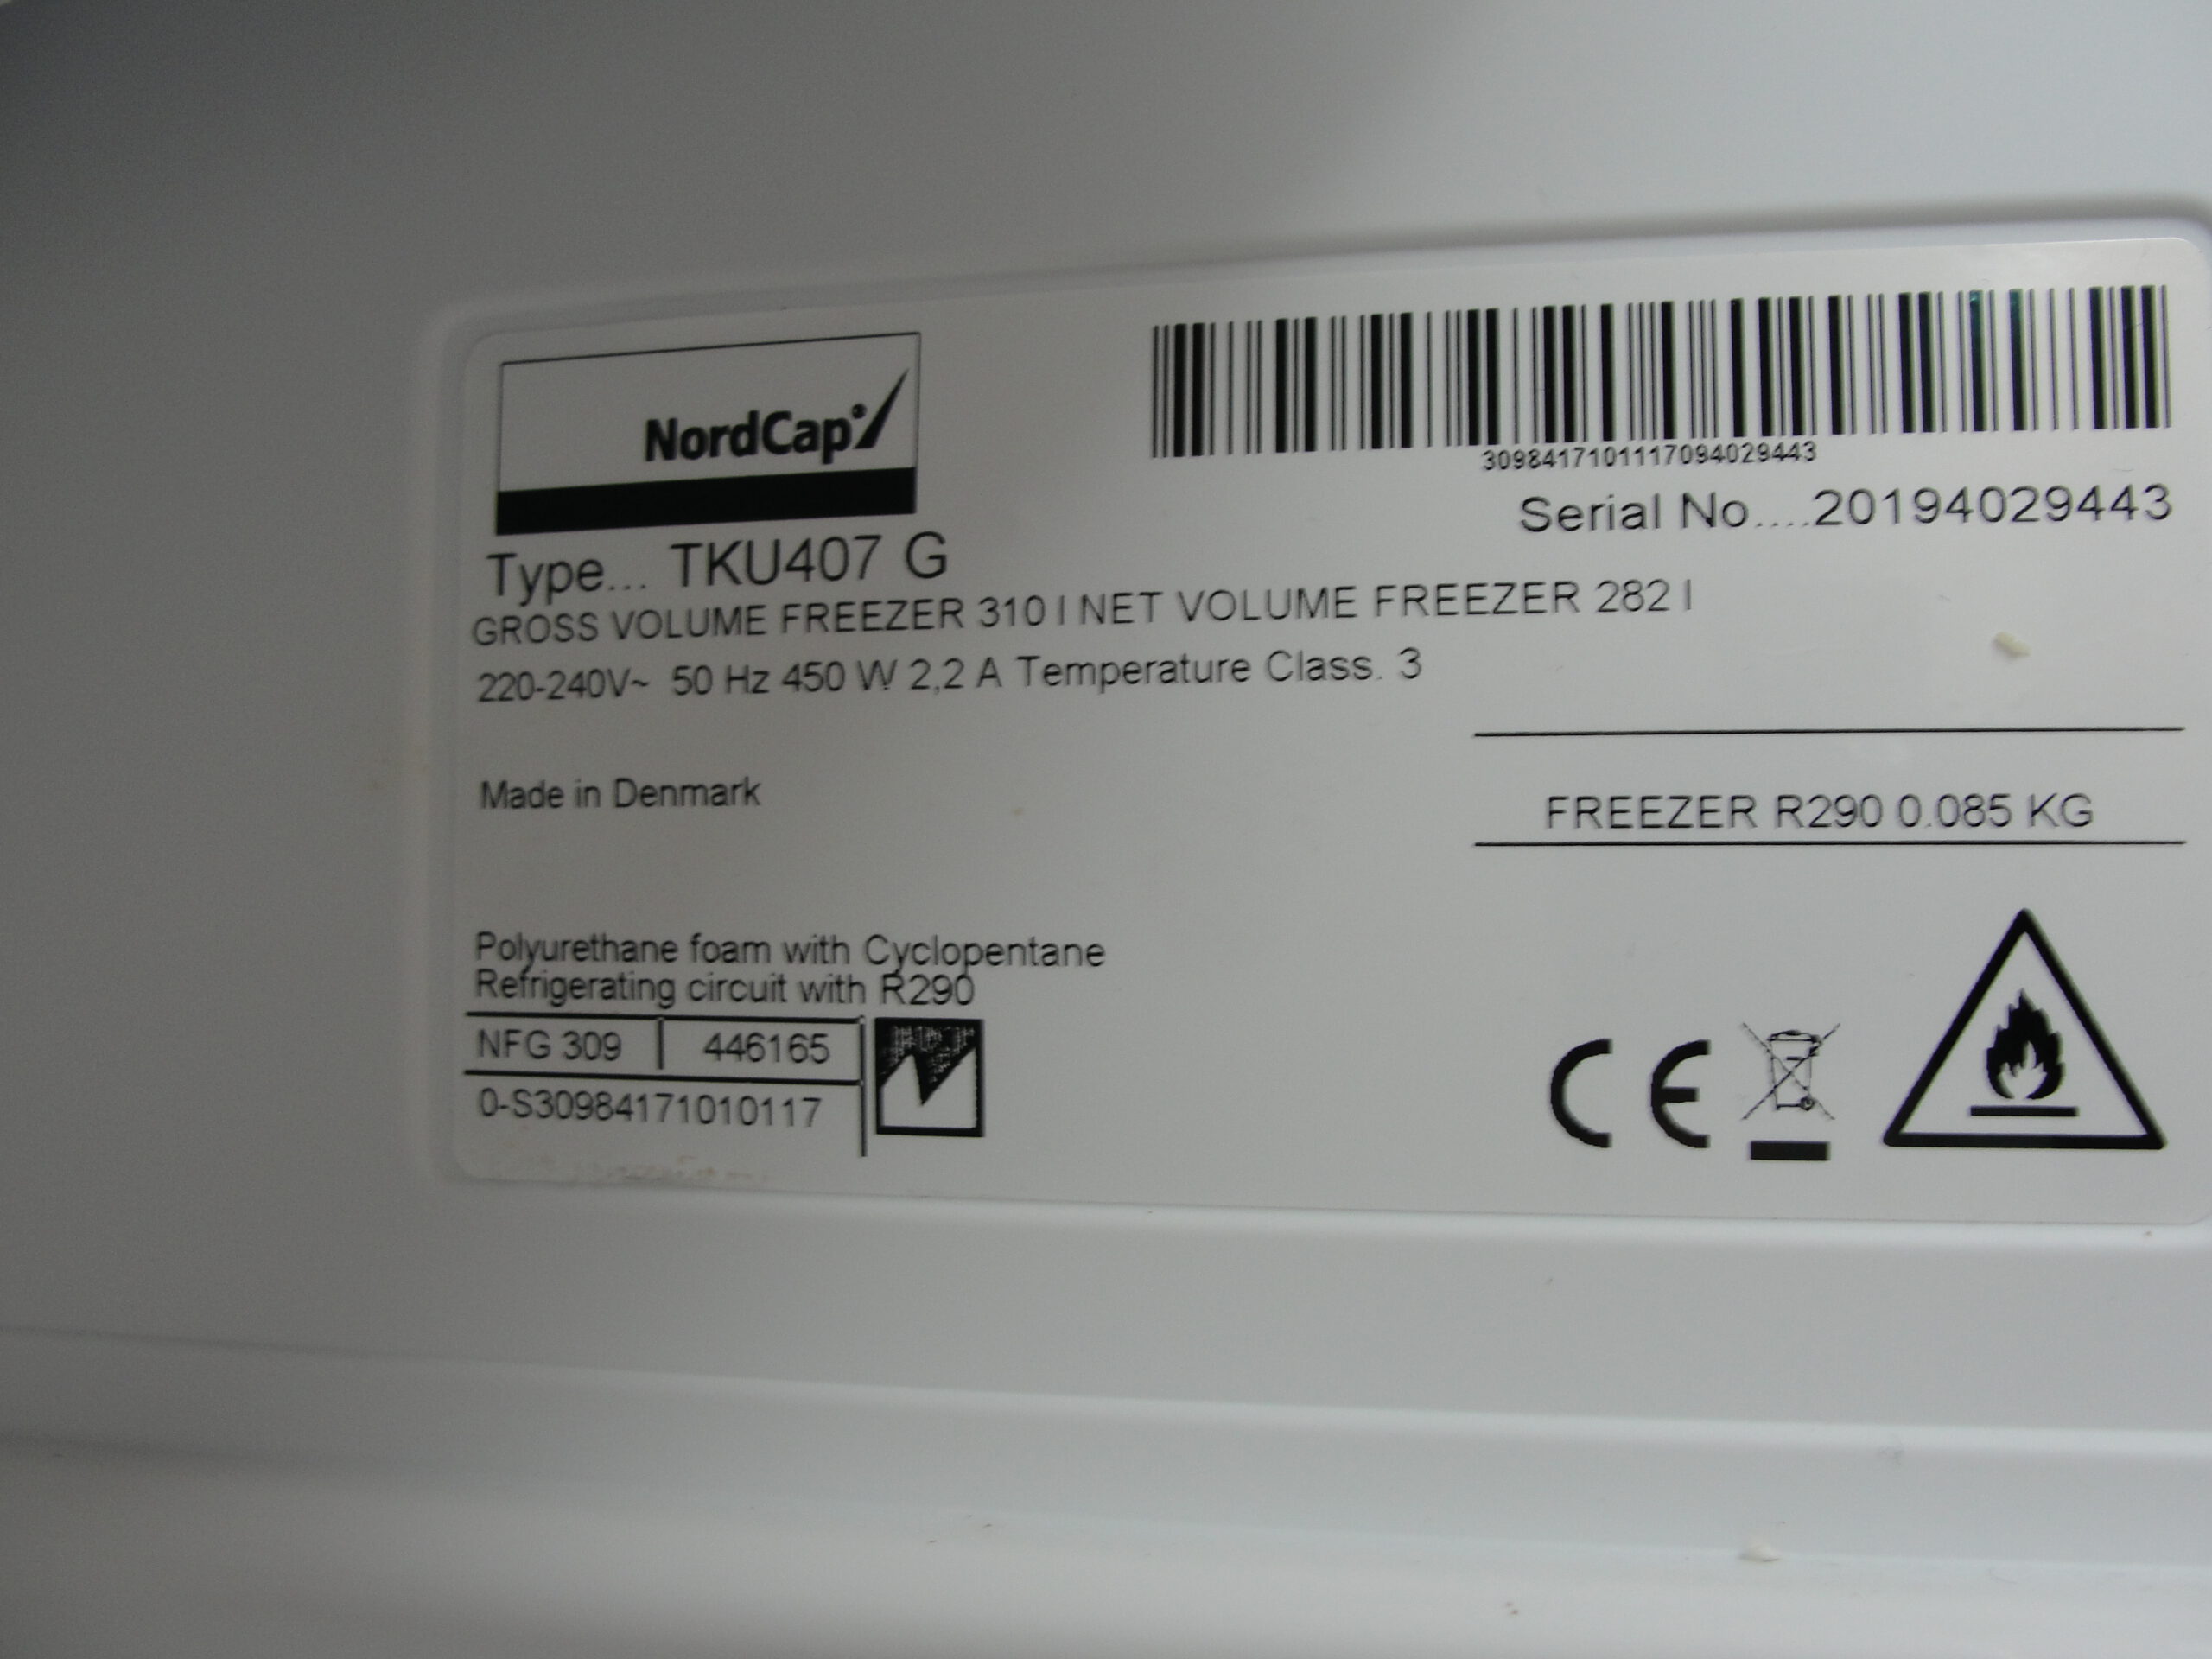 NordCap
3098417101117094029443
Serial No....20194029443
Type... TKU407 G
GROSS VOLUME FREEZER 310 l NET VOLUME FREEZER 282 l
220-240V~ 50 Hz 450 W 2,2 A Temperature Class. 3
Made in Denmark
FREEZER R290 0.085 KG
Polyurethane foam with Cyclopentane
Refrigerating circuit with R290
NFG 309 446165
0-S30984171010117
CE